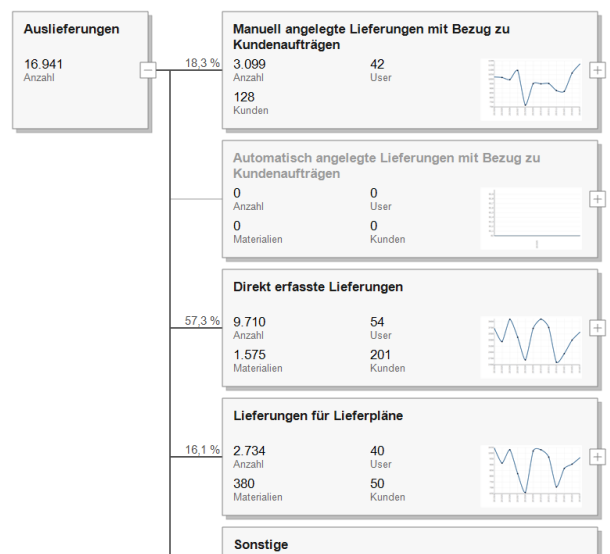 Auslieferungen
16.941
Anzahl
18,3 %
Manuell angelegte Lieferungen mit Bezug zu
Kundenaufträgen
3.099 42
Anzahl User
128
Kunden
Automatisch angelegte Lieferungen mit Bezug zu
Kundenaufträgen
0 0
Anzahl User
0 0
Materialien Kunden
57,3 %
Direkt erfasste Lieferungen
9.710 54
Anzahl User
1.575 201
Materialien Kunden
16,1 %
Lieferungen für Lieferpläne
2.734 40
Anzahl User
380 50
Materialien Kunden
Sonstige